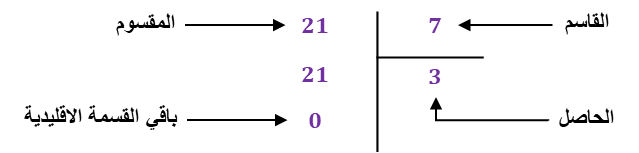 القاسم 7 21 المقسوم
3 21
الحاصل 0 باقي القسمة الاقليدية